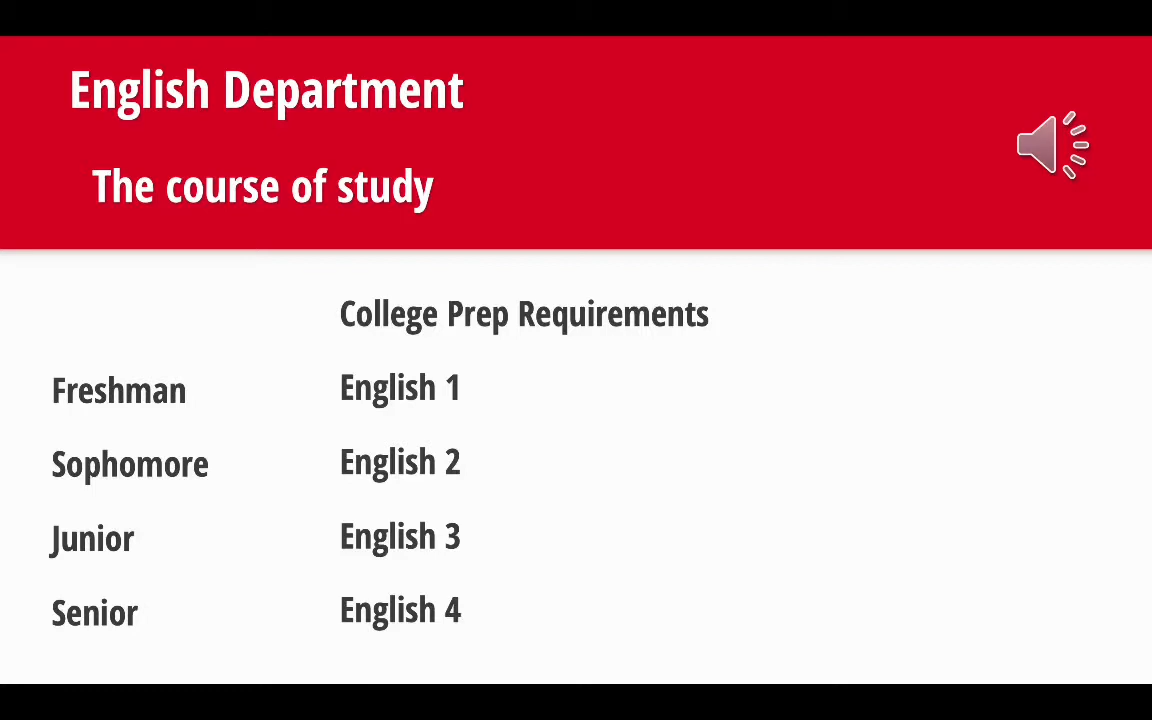 English Department
The course of study
College Prep Requirements
Freshman English 1
Sophomore English 2
Junior English 3
Senior English 4